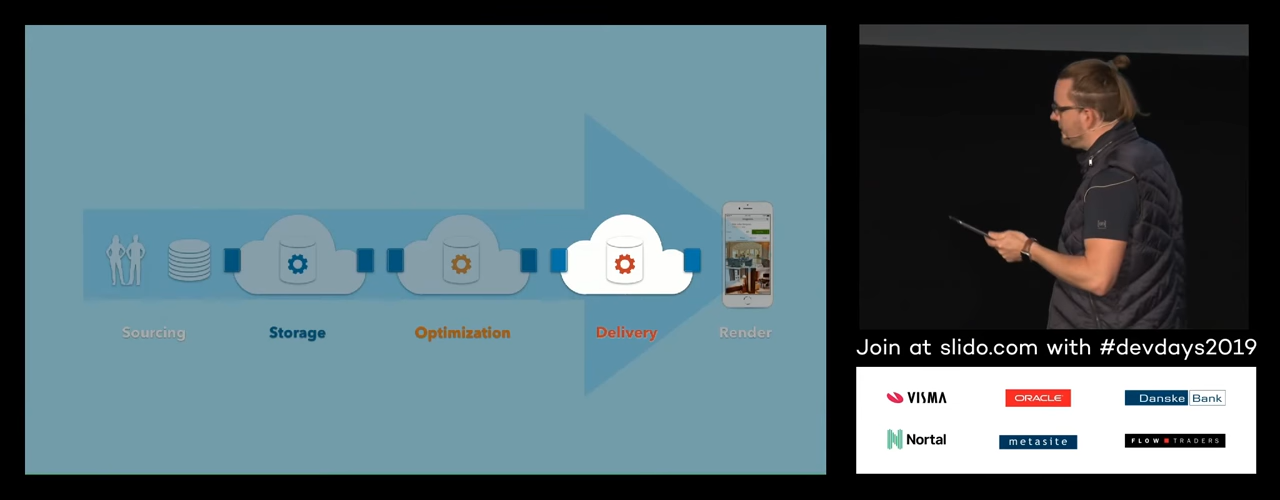 Sourcing
Storage
Optimization
Delivery
Render
Join at slido.com with #devdays2019
VISMA
ORACLE
Danske Bank
Nortal
metasite
FLOW TRADERS